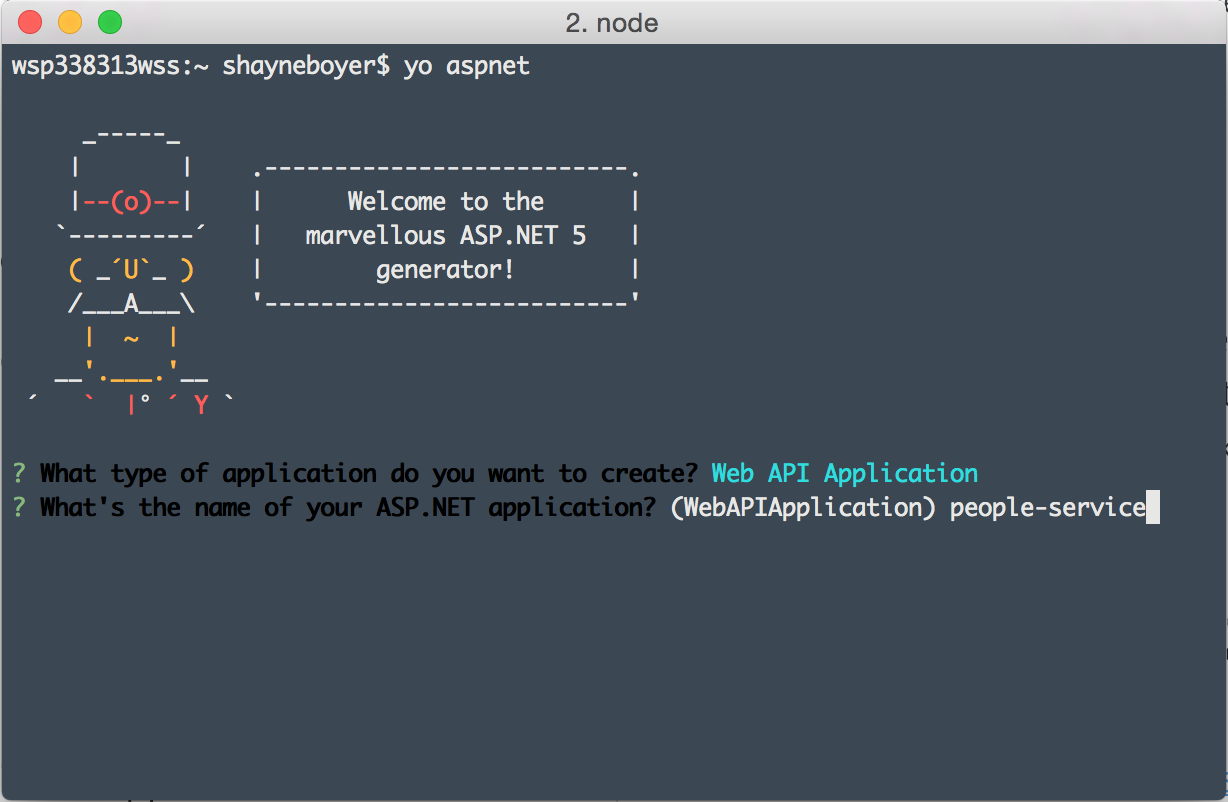 2. node
wsp338313wss:~ shayneboyer$ yo aspnet
     _-----_
    |       |    .--------------------------.
    |--(o)--|    |      Welcome to the      |
   `---------´   |   marvellous ASP.NET 5   |
    ( _´U`_ )    |        generator!        |
    /___A___\    '--------------------------'
     |  ~  |
   __'.___.'__
 ´   `  |° ´ Y `
? What type of application do you want to create? Web API Application
? What's the name of your ASP.NET application? (WebAPIApplication) people-service